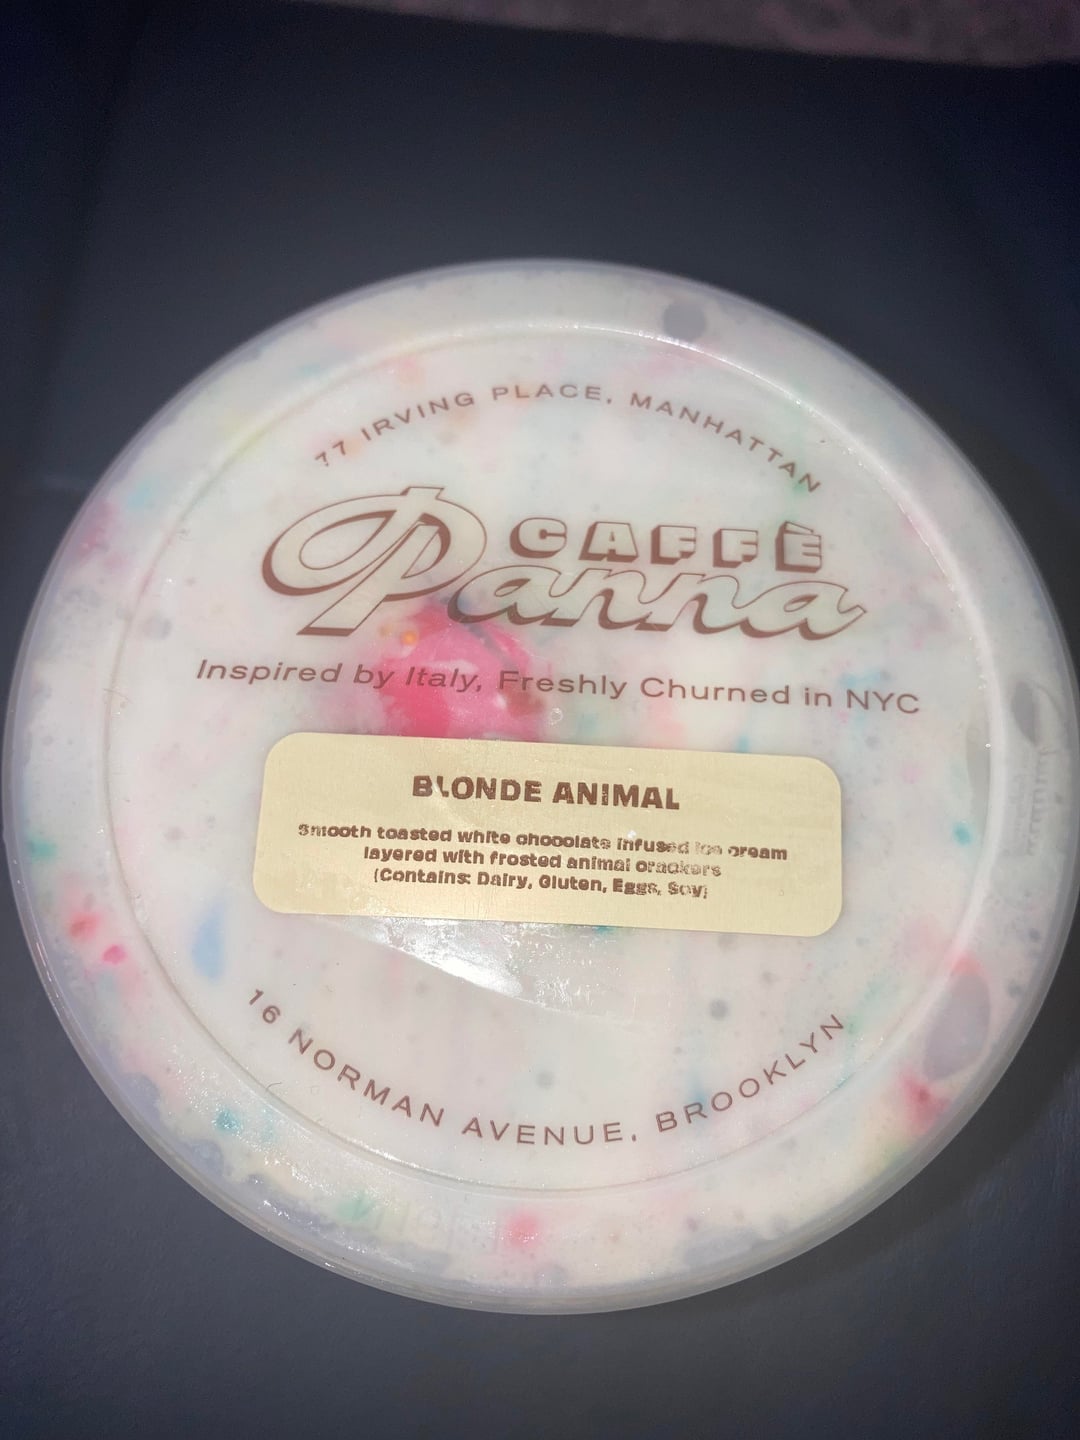 77 IRVING PLACE, MANHATTAN
CAFFÈ
Panna
Inspired by Italy, Freshly Churned in NYC
BLONDE ANIMAL
Smooth toasted white chocolate infused ice cream
layered with frosted animal crackers
(Contains: Dairy, Gluten, Eggs, Soy)
16 NORMAN AVENUE, BROOKLYN